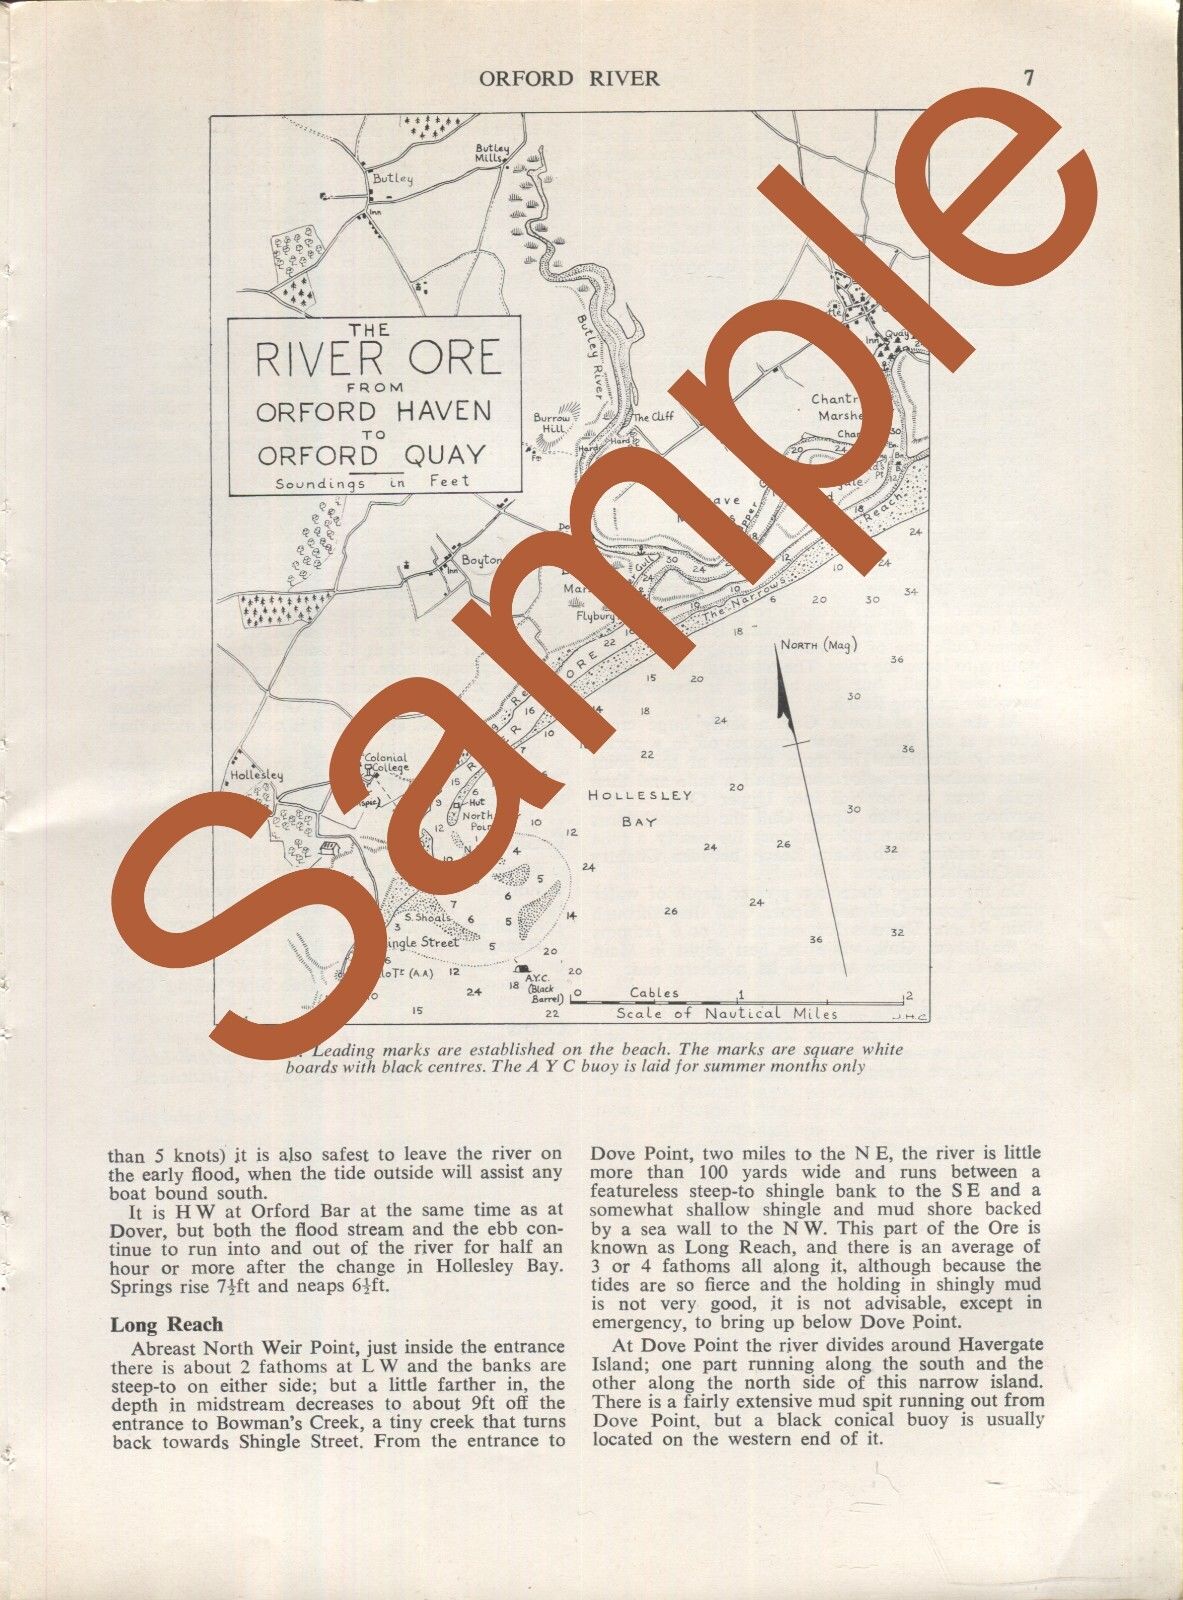 ORFORD RIVER
7
Butley
Mills
Butley
Inn
THE
RIVER ORE
FROM
ORFORD HAVEN
TO
ORFORD QUAY
Soundings in Feet
Butley River
Burrow
Hill
The Cliff
Hard
Hard
Inn
Quay
Boyton
Inn
Flybury
The Narrows
Reach
NORTH (Mag)
HOLLESLEY
BAY
Colonial
College
Hollesley
Hut
North
S. Shoals
A.Y.C.
(Black
Barrel)
0 Cables 1 2
Scale of Nautical Miles
J.H.C
Sample
Leading marks are established on the beach. The marks are square white
boards with black centres. The A Y C buoy is laid for summer months only
than 5 knots) it is also safest to leave the river on
the early flood, when the tide outside will assist any
boat bound south.
It is H W at Orford Bar at the same time as at
Dover, but both the flood stream and the ebb con-
tinue to run into and out of the river for half an
hour or more after the change in Hollesley Bay.
Springs rise 7½ft and neaps 6½ft.
Long Reach
Abreast North Weir Point, just inside the entrance
there is about 2 fathoms at L W and the banks are
steep-to on either side; but a little farther in, the
depth in midstream decreases to about 9ft off the
entrance to Bowman's Creek, a tiny creek that turns
back towards Shingle Street. From the entrance to
Dove Point, two miles to the N E, the river is little
more than 100 yards wide and runs between a
featureless steep-to shingle bank to the S E and a
somewhat shallow shingle and mud shore backed
by a sea wall to the N W. This part of the Ore is
known as Long Reach, and there is an average of
3 or 4 fathoms all along it, although because the
tides are so fierce and the holding in shingly mud
is not very good, it is not advisable, except in
emergency, to bring up below Dove Point.
At Dove Point the river divides around Havergate
Island; one part running along the south and the
other along the north side of this narrow island.
There is a fairly extensive mud spit running out from
Dove Point, but a black conical buoy is usually
located on the western end of it.